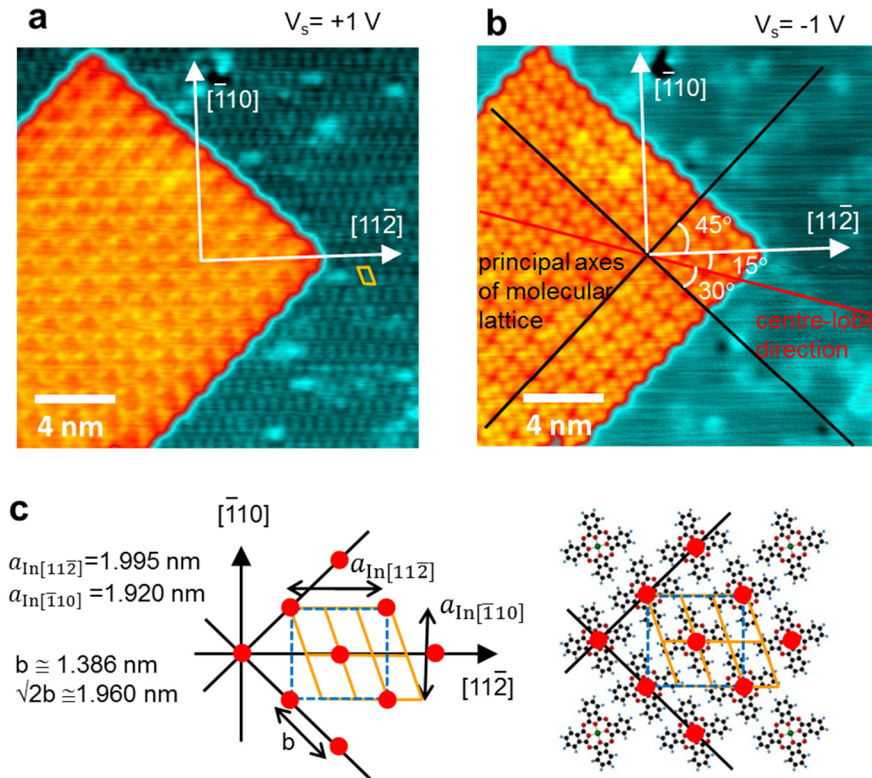 a
Vs= +1 V
[1̄10]
[112̄]
4 nm
b
Vs= -1 V
[1̄10]
45°
[112̄]
15°
30°
principal axes
of molecular
lattice
centre-lobe
direction
4 nm
c
[1̄10]
aIn[112̄]=1.995 nm
aIn[1̄10] =1.920 nm
b ≅ 1.386 nm
√2b ≅1.960 nm
aIn[112̄]
aIn[1̄10]
[112̄]
b